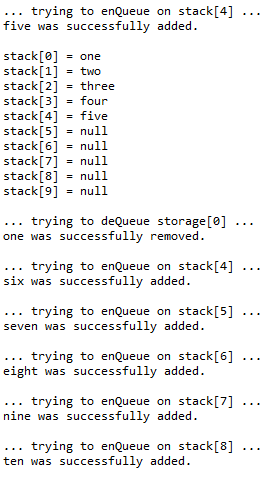 ... trying to enQueue on stack[4] ...
five was successfully added.
stack[0] = one
stack[1] = two
stack[2] = three
stack[3] = four
stack[4] = five
stack[5] = null
stack[6] = null
stack[7] = null
stack[8] = null
stack[9] = null
... trying to deQueue storage[0] ...
one was successfully removed.
... trying to enQueue on stack[4] ...
six was successfully added.
... trying to enQueue on stack[5] ...
seven was successfully added.
... trying to enQueue on stack[6] ...
eight was successfully added.
... trying to enQueue on stack[7] ...
nine was successfully added.
... trying to enQueue on stack[8] ...
ten was successfully added.